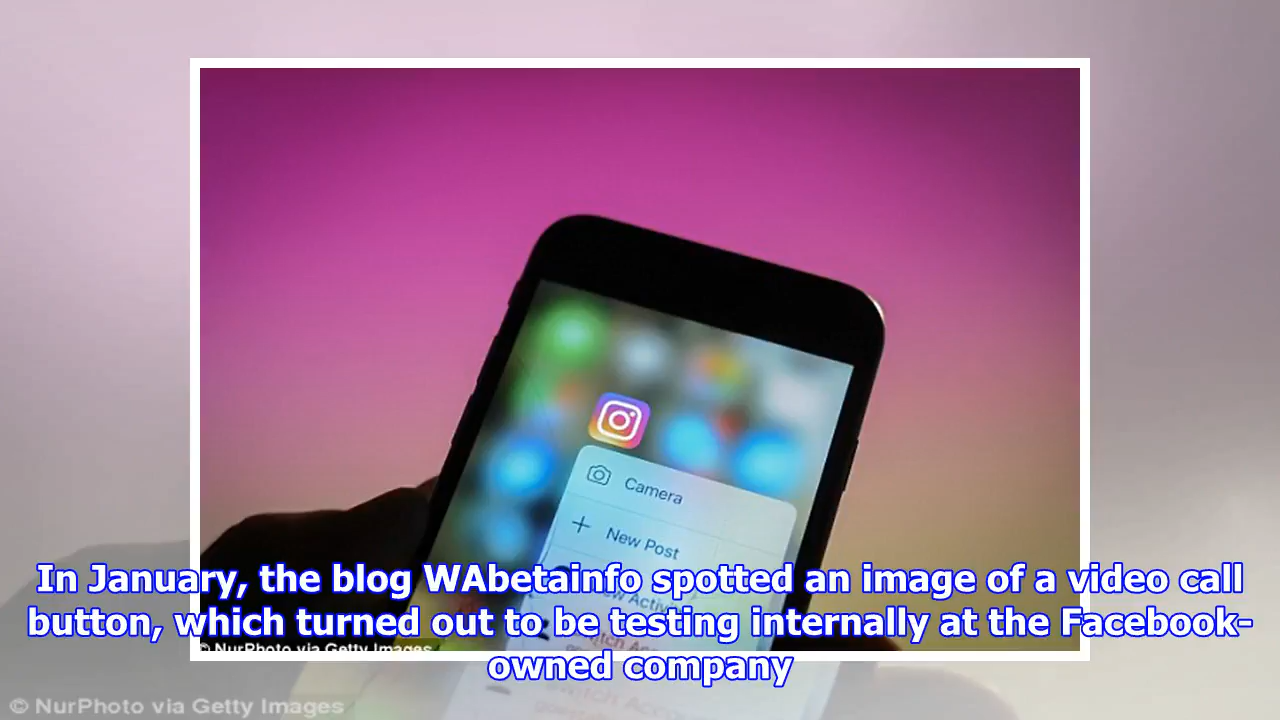 Camera
New Post
In January, the blog WAbetainfo spotted an image of a video call
button, which turned out to be testing internally at the Facebook-
owned company
© NurPhoto via Getty Images
© NurPhoto via Getty Images